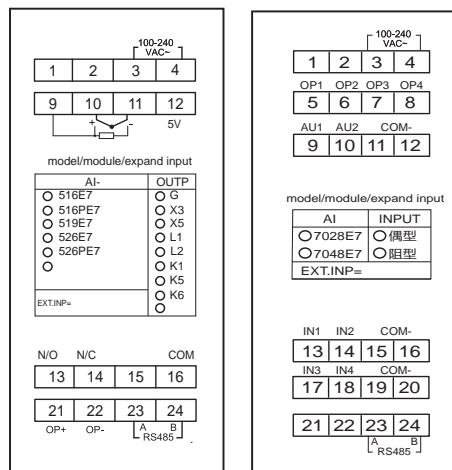 100-240
VAC~
1 2 3 4
9 10 11 12
+ - 5V
model/module/expand input
AI- OUTP
516E7 G
516PE7 X3
519E7 X5
526E7 L1
526PE7 L2
K1
K5
K6
EXT.INP=
N/O N/C COM
13 14 15 16
21 22 23 24
OP+ OP- A B
RS485
100-240
VAC~
1 2 3 4
OP1 OP2 OP3 OP4
5 6 7 8
AU1 AU2 COM-
9 10 11 12
model/module/expand input
AI INPUT
7028E7 偶型
7048E7 阻型
EXT.INP=
IN1 IN2 COM-
13 14 15 16
IN3 IN4 COM-
17 18 19 20
21 22 23 24
A B
RS485